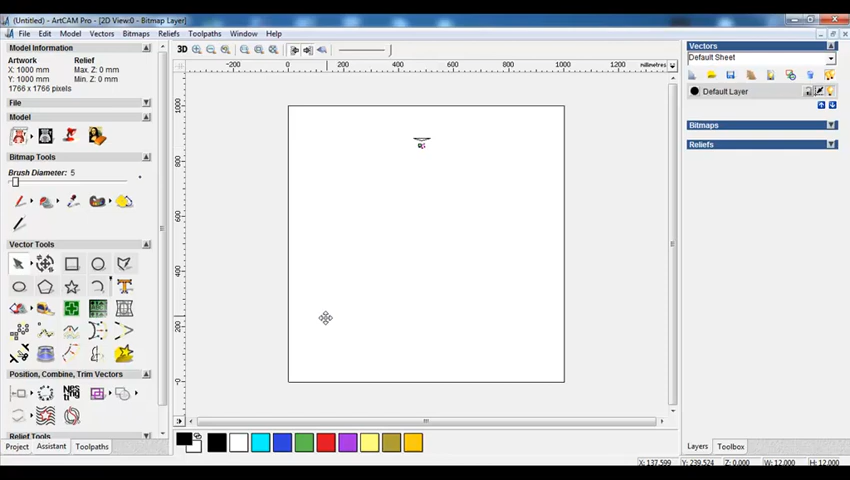 (Untitled) - ArtCAM Pro - [2D View:0 - Bitmap Layer]
File Edit Model Vectors Bitmaps Reliefs Toolpaths Window Help
Model Information
Artwork Relief
X: 1000 mm Max. Z: 0 mm
Y: 1000 mm Min. Z: 0 mm
1766 x 1766 pixels
File
Model
Bitmap Tools
Brush Diameter: 5
Vector Tools
Nes
ting
Position, Combine, Trim Vectors
Relief Tools
Project Assistant Toolpaths
3D
-200 0 200 400 600 800 1000 1200 millimetres
1000
800
600
400
200
-0
Vectors
Default Sheet
Default Layer
Bitmaps
Reliefs
Layers Toolbox
X: 137.599 Y: 239.524 Z: 0.000 W: 12.000 H: 12.000